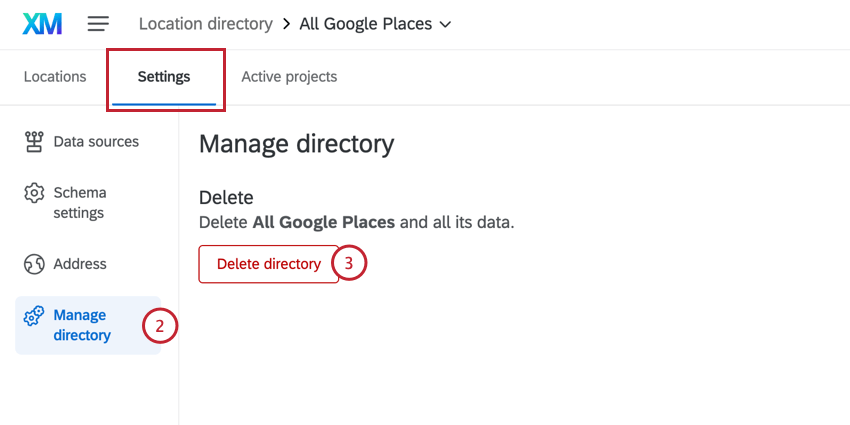 XM Location directory > All Google Places
Locations Settings Active projects
Data sources
Schema
settings
Address
Manage
directory
2
Manage directory
Delete
Delete All Google Places and all its data.
Delete directory 3